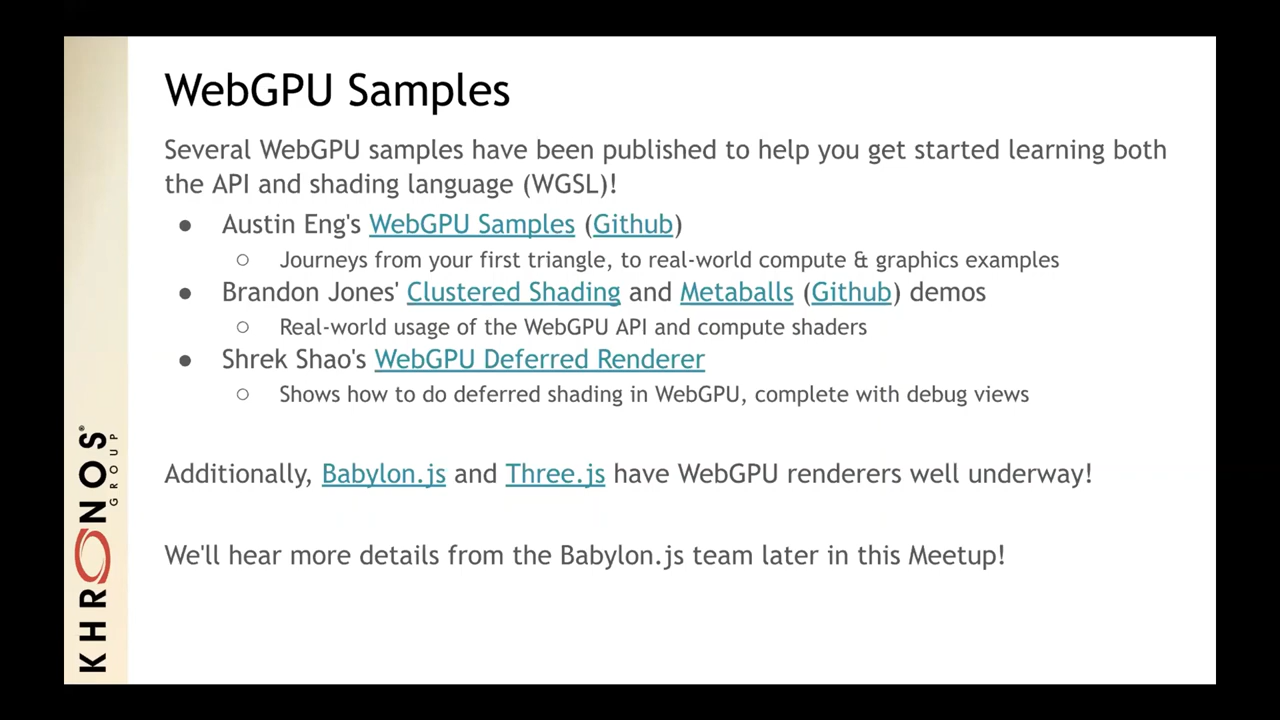 WebGPU Samples
Several WebGPU samples have been published to help you get started learning both
the API and shading language (WGSL)!
● Austin Eng's WebGPU Samples (Github)
○ Journeys from your first triangle, to real-world compute & graphics examples
● Brandon Jones' Clustered Shading and Metaballs (Github) demos
○ Real-world usage of the WebGPU API and compute shaders
● Shrek Shao's WebGPU Deferred Renderer
○ Shows how to do deferred shading in WebGPU, complete with debug views
Additionally, Babylon.js and Three.js have WebGPU renderers well underway!
We'll hear more details from the Babylon.js team later in this Meetup!
KHRONOS®
GROUP